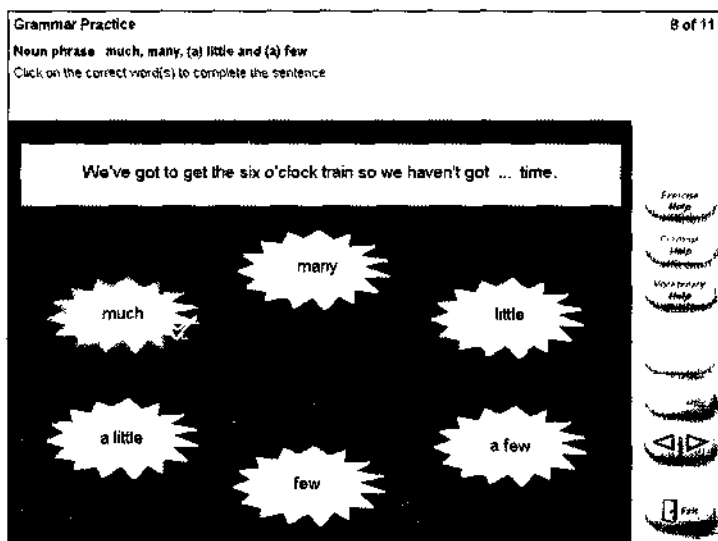 Grammar Practice
8 of 11
Noun phrase much, many, (a) little and (a) few
Click on the correct word(s) to complete the sentence
We've got to get the six o'clock train so we haven't got ... time.
many
much
little
a little
a few
few
Exercise
Help
Grammar
Help
Vocabulary
Help
Exit